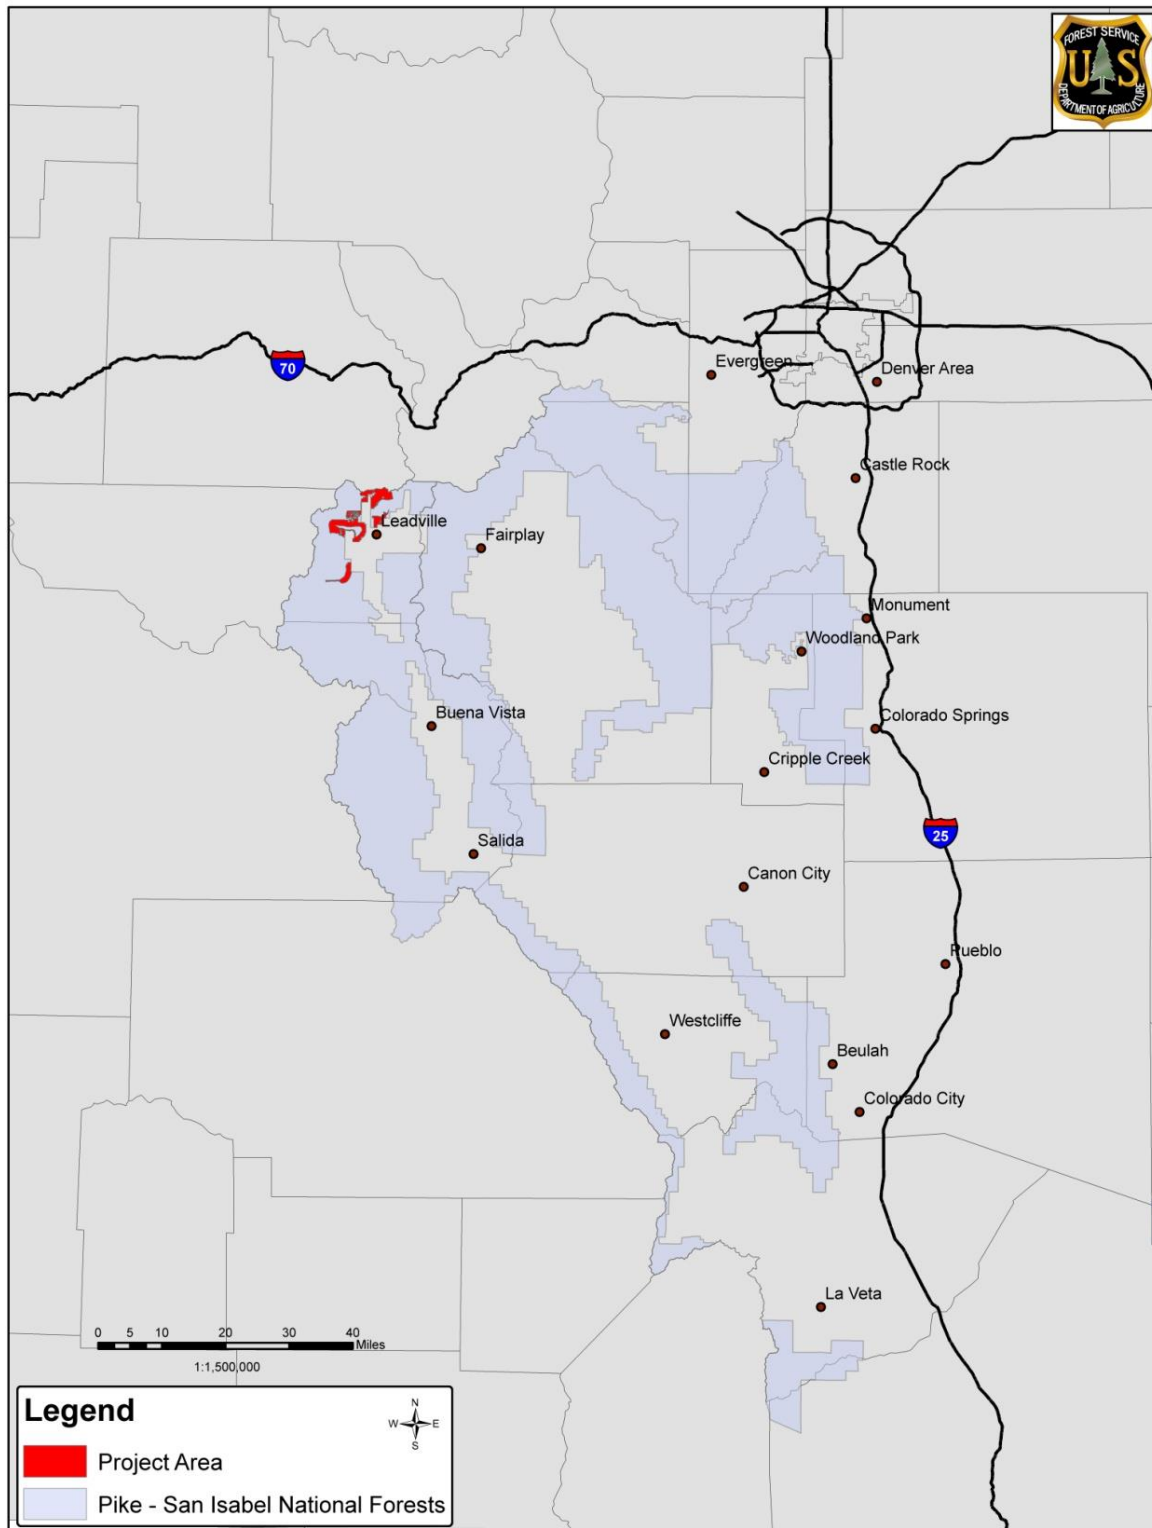 FOREST SERVICE
U S
DEPARTMENT OF AGRICULTURE
70
Evergreen
Denver Area
Castle Rock
Leadville
Fairplay
Monument
Woodland Park
Buena Vista
Colorado Springs
Cripple Creek
25
Salida
Canon City
Pueblo
Westcliffe
Beulah
Colorado City
La Veta
0 5 10 20 30 40
Miles
1:1,500,000
Legend
N
W E
S
Project Area
Pike - San Isabel National Forests